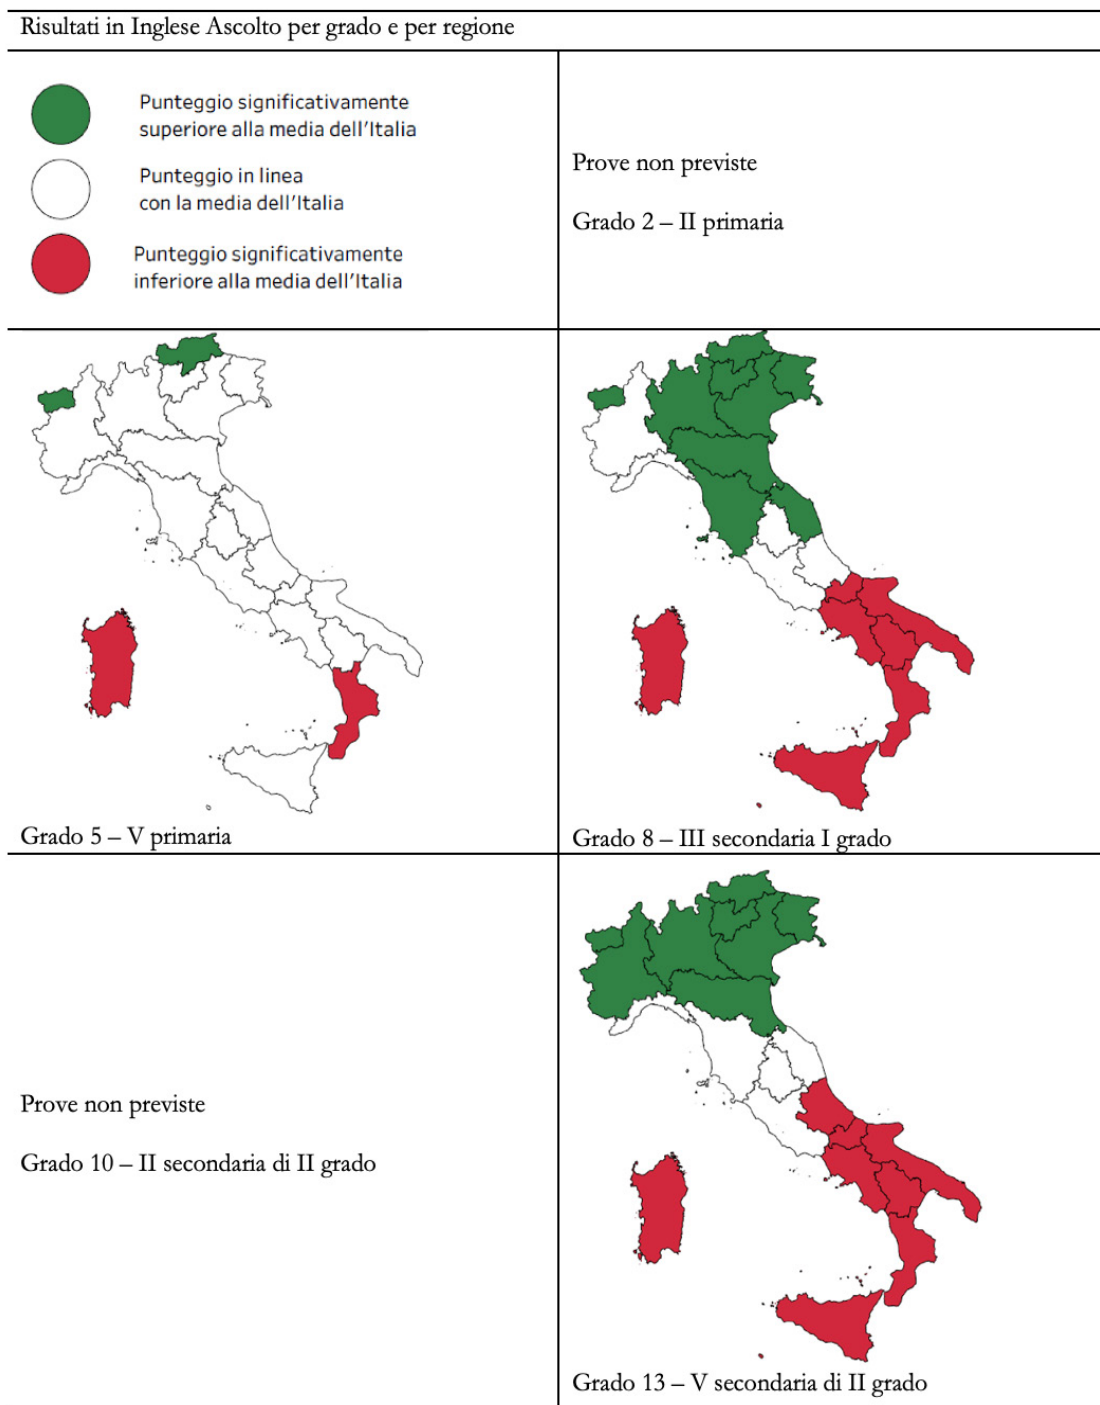 Risultati in Inglese Ascolto per grado e per regione
Punteggio significativamente
superiore alla media dell'Italia
Punteggio in linea
con la media dell'Italia
Punteggio significativamente
inferiore alla media dell'Italia
Prove non previste
Grado 2 – II primaria
Grado 5 – V primaria
Grado 8 – III secondaria I grado
Prove non previste
Grado 10 – II secondaria di II grado
Grado 13 – V secondaria di II grado